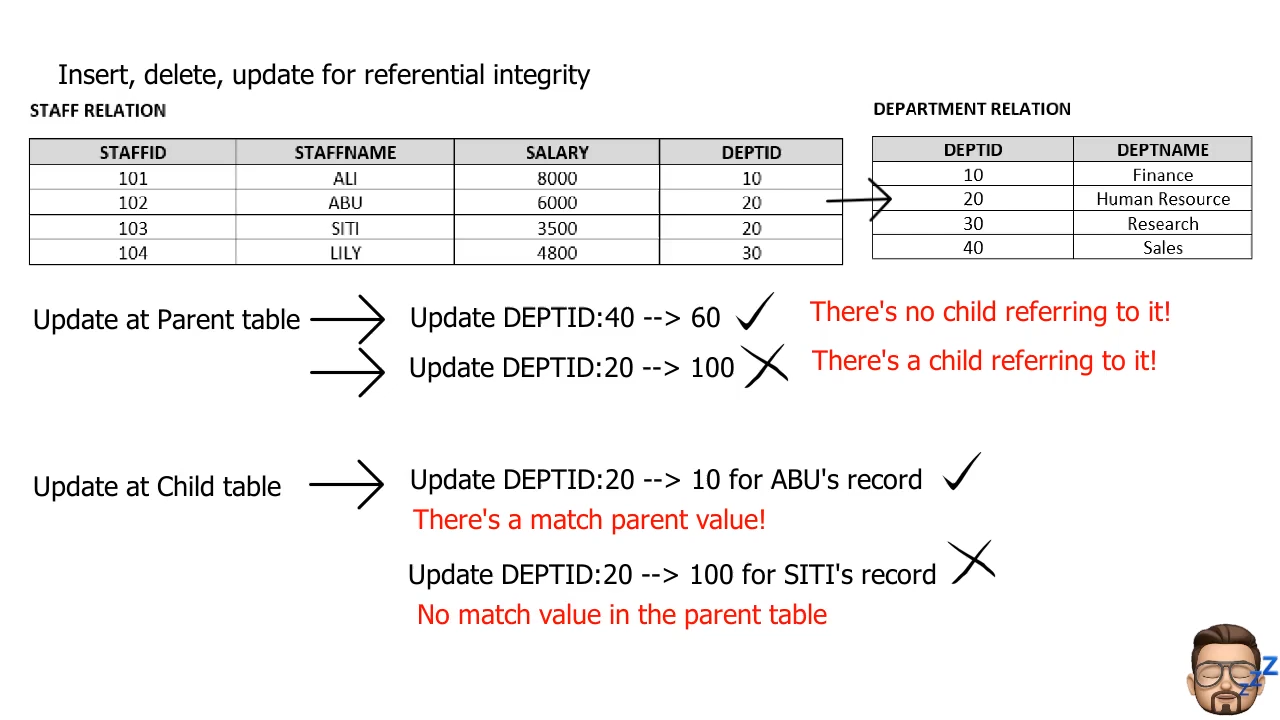 Insert, delete, update for referential integrity
STAFF RELATION
STAFFID STAFFNAME SALARY DEPTID
101 ALI 8000 10
102 ABU 6000 20
103 SITI 3500 20
104 LILY 4800 30
DEPARTMENT RELATION
DEPTID DEPTNAME
10 Finance
20 Human Resource
30 Research
40 Sales
Update at Parent table
Update DEPTID:40 --> 60
There's no child referring to it!
Update DEPTID:20 --> 100
There's a child referring to it!
Update at Child table
Update DEPTID:20 --> 10 for ABU's record
There's a match parent value!
Update DEPTID:20 --> 100 for SITI's record
No match value in the parent table
zZZ